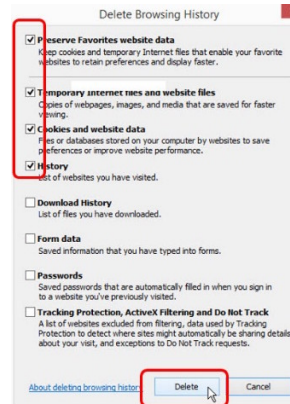 Delete Browsing History
Preserve Favorites website data
Keep cookies and temporary Internet files that enable your favorite
websites to retain preferences and display faster.
Temporary Internet files and website files
Copies of webpages, images, and media that are saved for faster
viewing.
Cookies and website data
Files or databases stored on your computer by websites to save
preferences or improve website performance.
History
List of websites you have visited.
Download History
List of files you have downloaded.
Form data
Saved information that you have typed into forms.
Passwords
Saved passwords that are automatically filled in when you sign in
to a website you've previously visited.
Tracking Protection, ActiveX Filtering and Do Not Track
A list of websites excluded from filtering, data used by Tracking
Protection to detect where sites might automatically be sharing details
about your visit, and exceptions to Do Not Track requests.
About deleting browsing history
Delete
Cancel